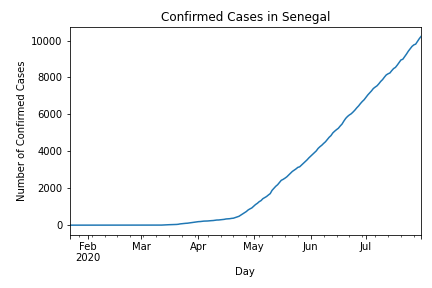 Confirmed Cases in Senegal
Number of Confirmed Cases
10000
8000
6000
4000
2000
0
Feb Mar Apr May Jun Jul
2020
Day